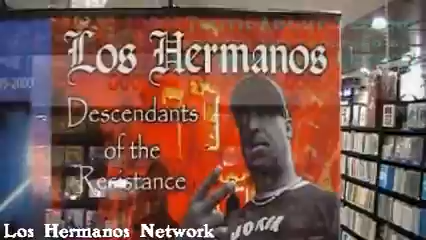 Los Hermanos
Descendants
of the
Resistance
Los Hermanos Network